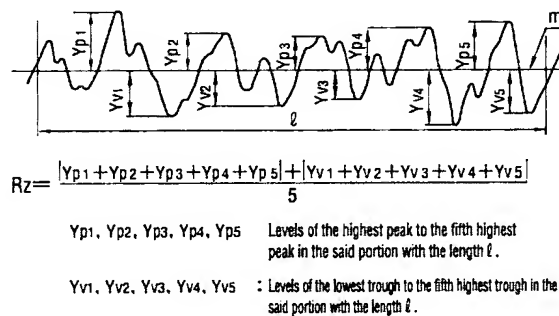 Yp1 Yp2 Yp3 Yp4 Yp5 m
Yv1 Yv2 Yv3 Yv4 Yv5
ℓ
Rz= |Yp1+Yp2+Yp3+Yp4+Yp5|+|Yv1+Yv2+Yv3+Yv4+Yv5|
5
Yp1, Yp2, Yp3, Yp4, Yp5 Levels of the highest peak to the fifth highest
peak in the said portion with the length ℓ.
Yv1, Yv2, Yv3, Yv4, Yv5 : Levels of the lowest trough to the fifth highest trough in the
said portion with the length ℓ.